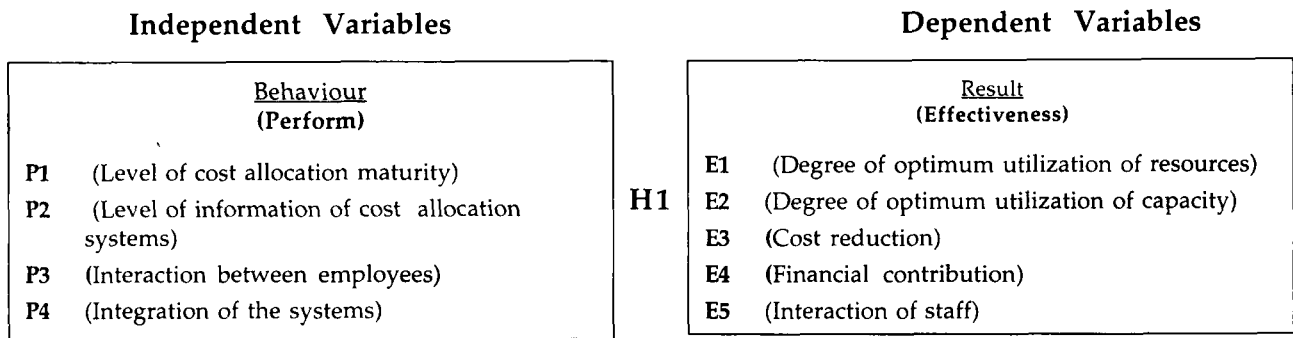 Independent Variables
Dependent Variables
Behaviour
(Perform)
P1 (Level of cost allocation maturity)
P2 (Level of information of cost allocation
systems)
P3 (Interaction between employees)
P4 (Integration of the systems)
H1
Result
(Effectiveness)
E1 (Degree of optimum utilization of resources)
E2 (Degree of optimum utilization of capacity)
E3 (Cost reduction)
E4 (Financial contribution)
E5 (Interaction of staff)